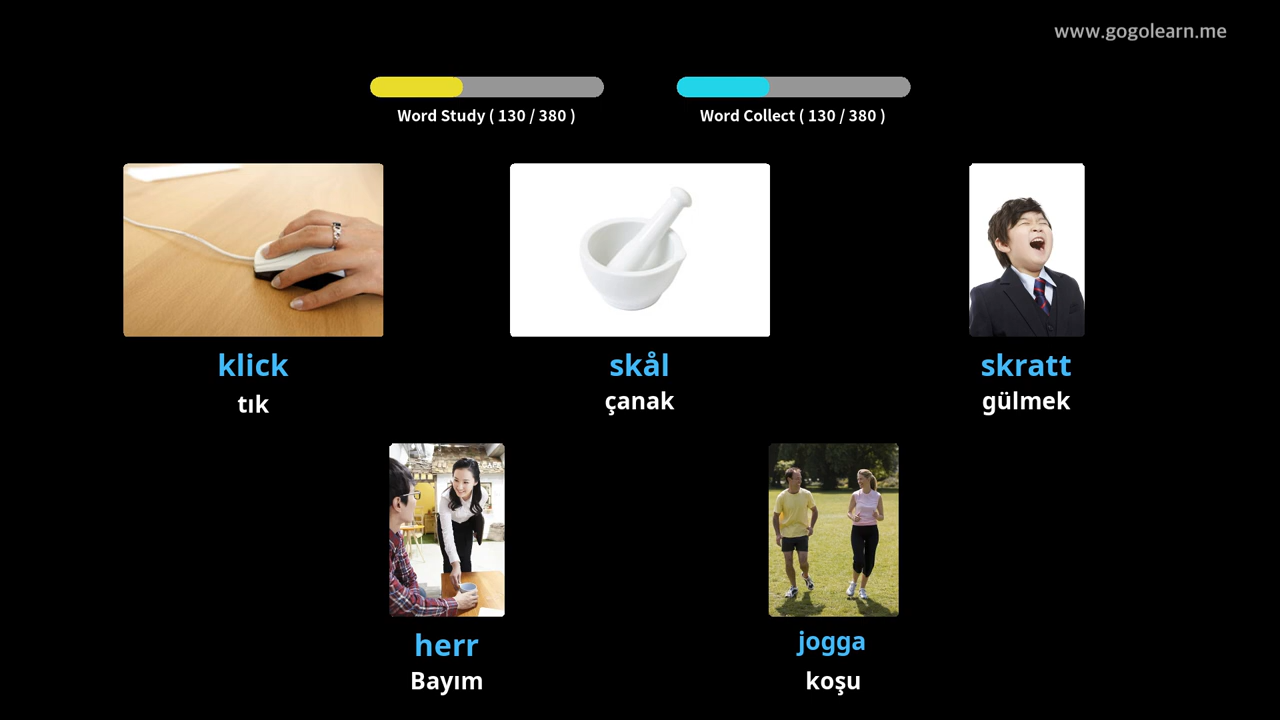 www.gogolearn.me
Word Study ( 130 / 380 )
Word Collect ( 130 / 380 )
klick
tık
skål
çanak
skratt
gülmek
herr
Bayım
jogga
koşu